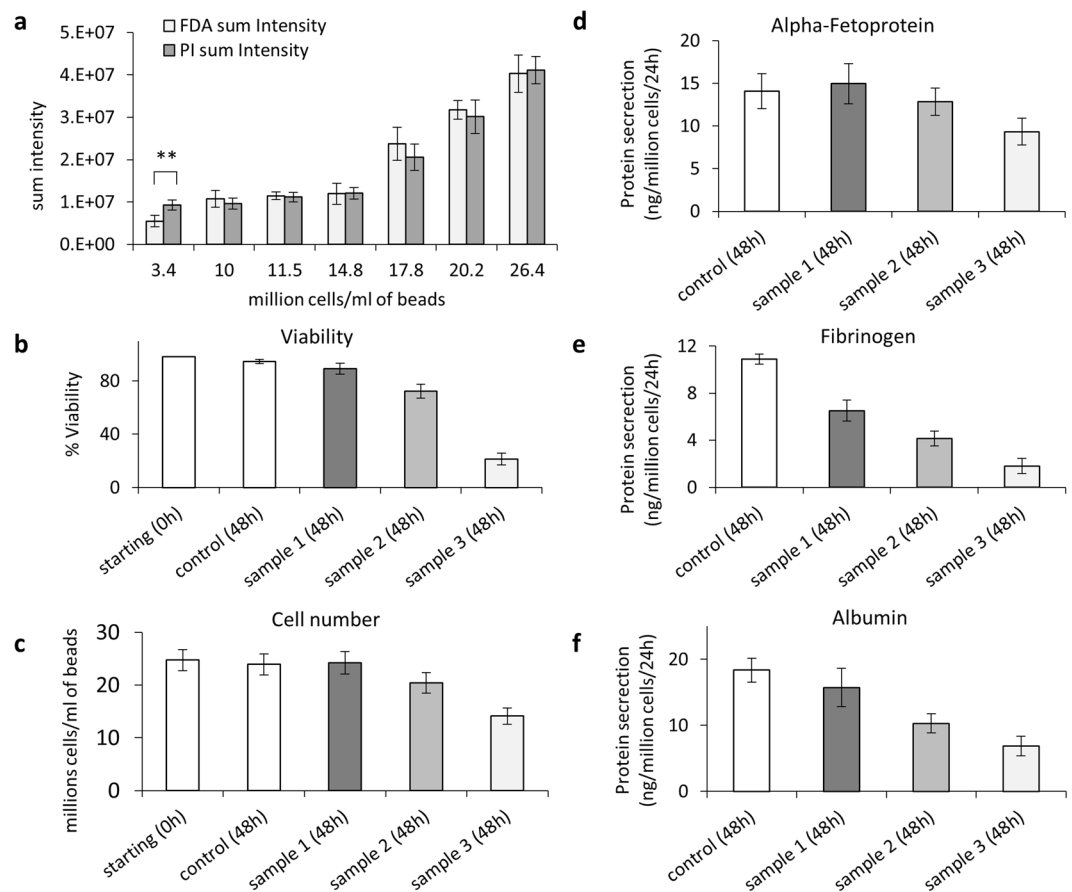 a
FDA sum Intensity
PI sum Intensity
sum intensity
5.E+07
4.E+07
3.E+07
2.E+07
1.E+07
0.E+00
**
3.4 10 11.5 14.8 17.8 20.2 26.4
million cells/ml of beads
b
Viability
% Viability
80
40
0
starting (0h)
control (48h)
sample 1 (48h)
sample 2 (48h)
sample 3 (48h)
c
Cell number
millions cells/ml of beads
30
20
10
0
starting (0h)
control (48h)
sample 1 (48h)
sample 2 (48h)
sample 3 (48h)
d
Alpha-Fetoprotein
Protein secrection
(ng/million cells/24h)
20
15
10
5
0
control (48h)
sample 1 (48h)
sample 2 (48h)
sample 3 (48h)
e
Fibrinogen
Protein secrection
(ng/million cells/24h)
12
8
4
0
control (48h)
sample 1 (48h)
sample 2 (48h)
sample 3 (48h)
f
Albumin
Protein secrection
(ng/million cells/24h)
20
10
0
control (48h)
sample 1 (48h)
sample 2 (48h)
sample 3 (48h)